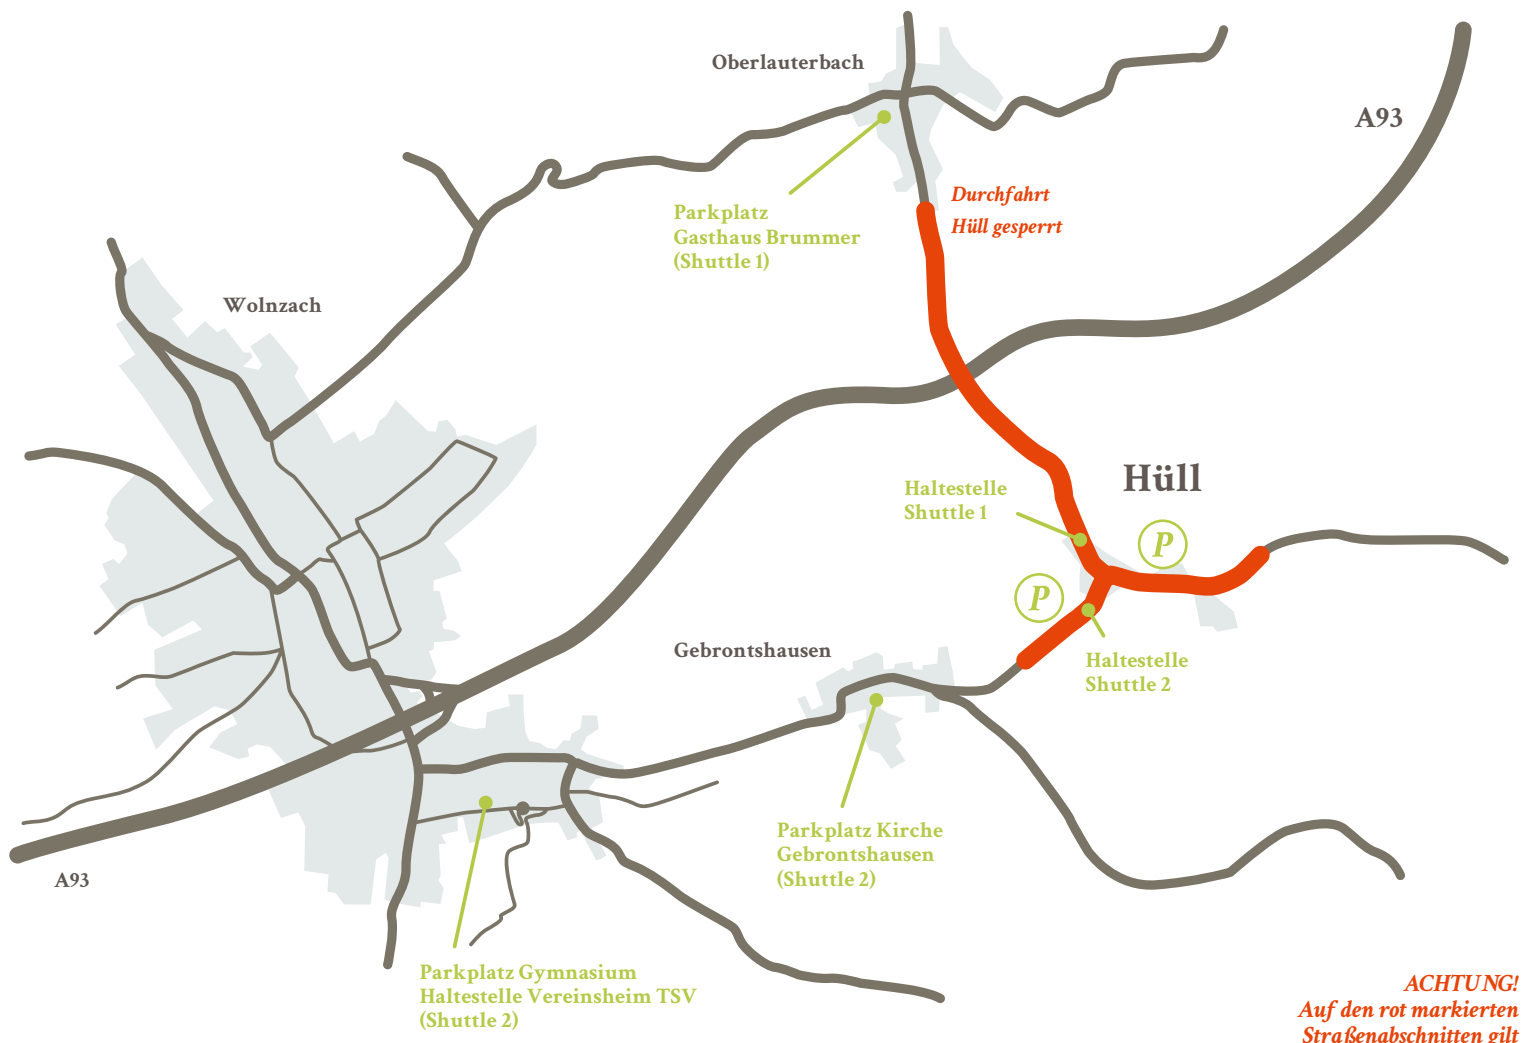 Oberlauterbach
A93
Parkplatz
Gasthaus Brummer
(Shuttle 1)
Durchfahrt
Hüll gesperrt
Wolnzach
Hüll
Haltestelle
Shuttle 1
P
P
Gebrontshausen
Haltestelle
Shuttle 2
Parkplatz Kirche
Gebrontshausen
(Shuttle 2)
A93
Parkplatz Gymnasium
Haltestelle Vereinsheim TSV
(Shuttle 2)
ACHTUNG!
Auf den rot markierten
Straßenabschnitten gilt